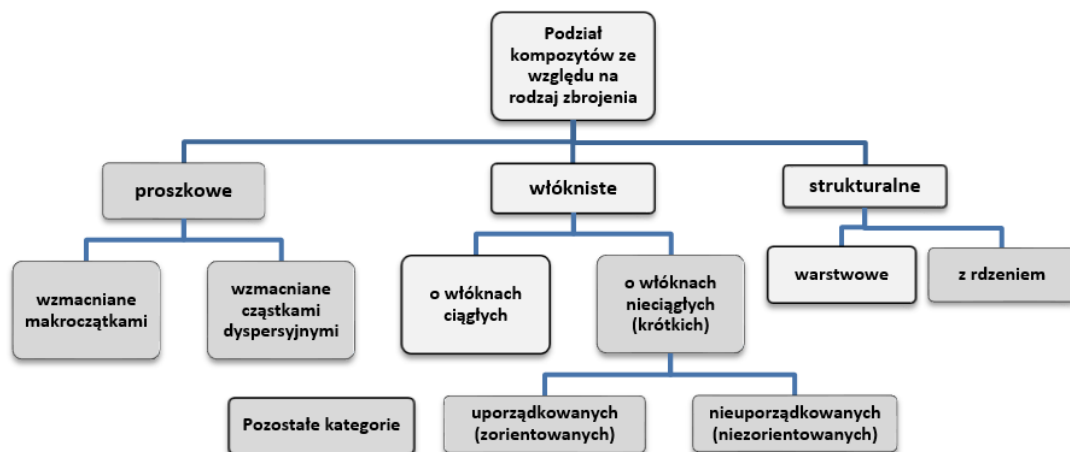 Podział
kompozytów ze
względu na
rodzaj zbrojenia
proszkowe
włókniste
strukturalne
wzmacniane
makroczątkami
wzmacniane
cząstkami
dyspersyjnymi
o włóknach
ciągłych
o włóknach
nieciągłych
(krótkich)
warstwowe
z rdzeniem
Pozostałe kategorie
uporządkowanych
(zorientowanych)
nieuporządkowanych
(niezorientowanych)